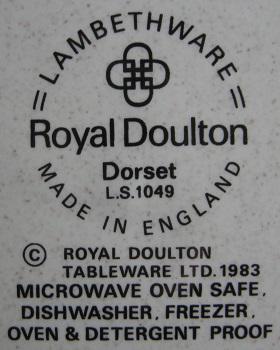 = LAMBETHWARE =
Royal Doulton
Dorset
L.S.1049
MADE IN ENGLAND
© ROYAL DOULTON
TABLEWARE LTD. 1983
MICROWAVE OVEN SAFE,
DISHWASHER, FREEZER,
OVEN & DETERGENT PROOF